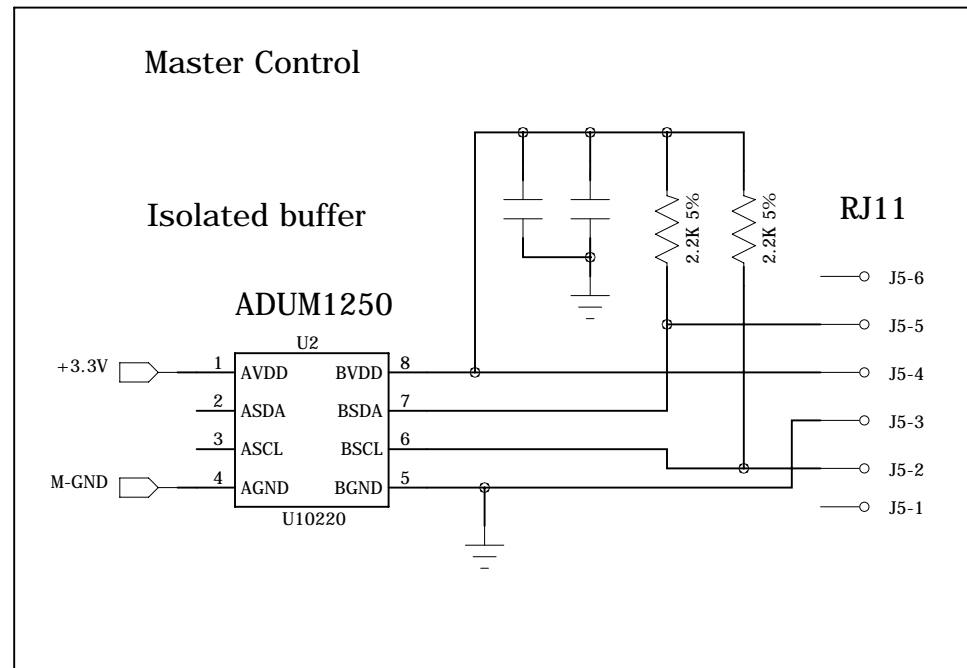 Master Control
Isolated buffer
RJ11
2.2K 5%
2.2K 5%
ADUM1250
U2
+3.3V
M-GND
1 AVDD BVDD 8
2 ASDA BSDA 7
3 ASCL BSCL 6
4 AGND BGND 5
U10220
J5-6
J5-5
J5-4
J5-3
J5-2
J5-1